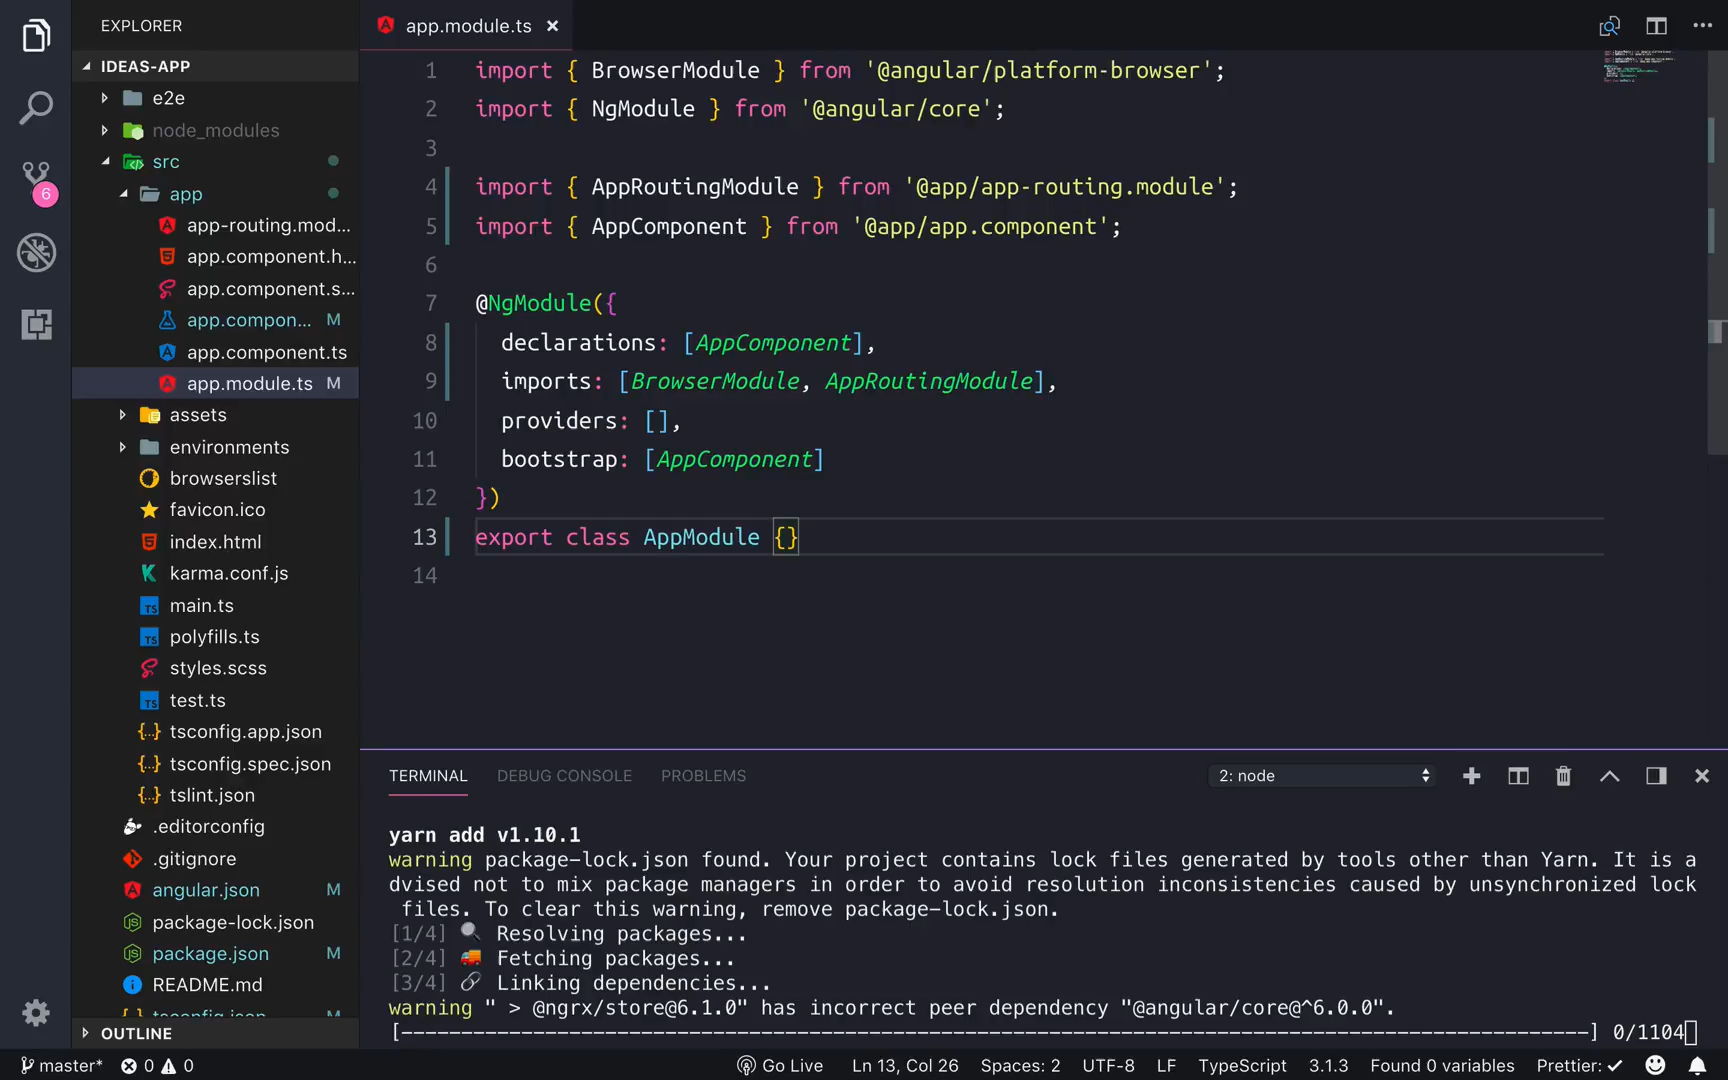 EXPLORER
IDEAS-APP
e2e
node_modules
src
app
app-routing.mod...
app.component.h...
app.component.s...
app.compon... M
app.component.ts
app.module.ts M
assets
environments
browserslist
favicon.ico
index.html
karma.conf.js
main.ts
polyfills.ts
styles.scss
test.ts
tsconfig.app.json
tsconfig.spec.json
tslint.json
.editorconfig
.gitignore
angular.json M
package-lock.json
package.json M
README.md
tsconfig.json M
OUTLINE
6
app.module.ts
1 import { BrowserModule } from '@angular/platform-browser';
2 import { NgModule } from '@angular/core';
3
4 import { AppRoutingModule } from '@app/app-routing.module';
5 import { AppComponent } from '@app/app.component';
6
7 @NgModule({
8 declarations: [AppComponent],
9 imports: [BrowserModule, AppRoutingModule],
10 providers: [],
11 bootstrap: [AppComponent]
12 })
13 export class AppModule {}
14
TERMINAL DEBUG CONSOLE PROBLEMS 2: node
yarn add v1.10.1
warning package-lock.json found. Your project contains lock files generated by tools other than Yarn. It is a
dvised not to mix package managers in order to avoid resolution inconsistencies caused by unsynchronized lock
files. To clear this warning, remove package-lock.json.
[1/4] 🔍 Resolving packages...
[2/4] 🚚 Fetching packages...
[3/4] 🔗 Linking dependencies...
warning " > @ngrx/store@6.1.0" has incorrect peer dependency "@angular/core@^6.0.0".
[---------------------------------------------------------------------------------------------------] 0/1104
master* 0 0 Go Live Ln 13, Col 26 Spaces: 2 UTF-8 LF TypeScript 3.1.3 Found 0 variables Prettier: ✓